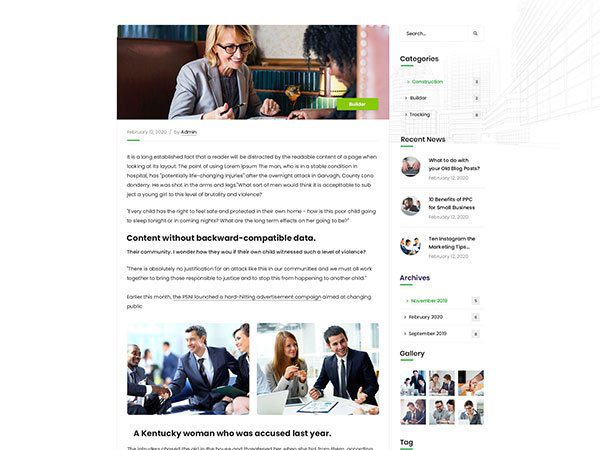 Builder
February 12, 2020 / by Admin
It is a long established fact that a reader will be distracted by the readable content of a page when
looking at its layout. The point of using Lorem Ipsum The man, who is in a stable condition in
hospital, has "potentially life-changing injuries" after the overnight attack in Garvagh, County Lono
donderry. He was shot in the arms and legs."What sort of men would think it is acceptable to sub
ject a young girl to this level of brutality and violence?
"Every child has the right to feel safe and protected in their own home - how is this poor child going
to sleep tonight or in coming nights? What are the long term effects on her going to be?"
Content without backward-compatible data.
Their community. I wonder how they wou if their own child witnessed such a level of violence?
"There is absolutely no justification for an attack like this in our communities and we must all work
together to bring those responsible to justice and to stop this from happening to another child."
Earlier this month, the PSNI launched a hard-hitting advertisement campaign aimed at changing
public
A Kentucky woman who was accused last year.
The intruders chased the girl in the house and threatened her when she hid from them, according
Search...
Categories
Construction 3
Builder 2
Trocking 6
Recent News
What to do with
your Old Blog Posts?
February 12, 2020
10 Benefits of PPC
for Small Business
February 12, 2020
Ten Instagram the
Marketing Tips...
February 12, 2020
Archives
November 2019 5
February 2020 6
September 2019 8
Gallery
Tag